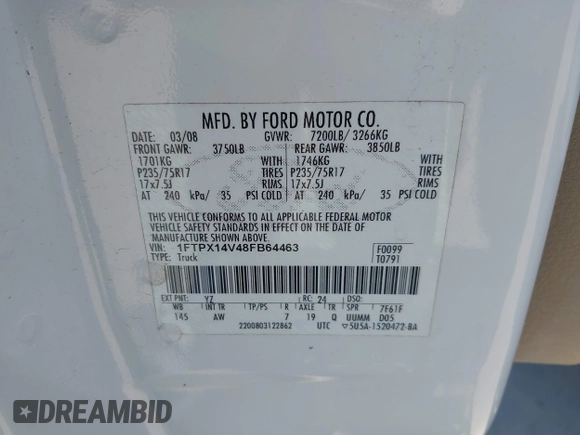 MFD. BY FORD MOTOR CO.
DATE: 03/08 GVWR: 7200LB/ 3266KG
FRONT GAWR: 3750LB REAR GAWR: 3850LB
1701KG WITH 1746KG WITH
P235/75R17 TIRES P235/75R17 TIRES
17x7.5J RIMS 17x7.5J RIMS
AT 240 kPa/ 35 PSI COLD AT 240 kPa/ 35 PSI COLD
THIS VEHICLE CONFORMS TO ALL APPLICABLE FEDERAL MOTOR
VEHICLE SAFETY STANDARDS IN EFFECT ON THE DATE OF
MANUFACTURE SHOWN ABOVE.
VIN: 1FTPX14V48FB64463 F0099
TYPE: Truck T0791
EXT PNT: YZ RC: 24 DSO:
WB INT TR TP/PS R AXLE TR SPR 7F61F
145 AW 7 19 Q UUMM D05
2200803122862 UTC 5U5A-1520472-BA
DREAMBID